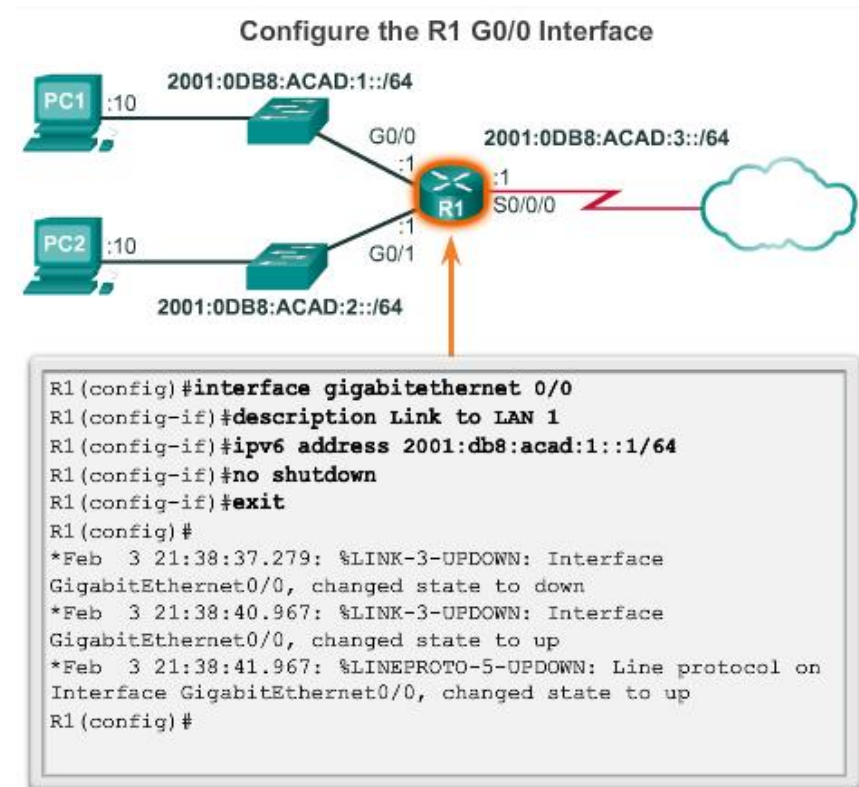 Configure the R1 G0/0 Interface
2001:0DB8:ACAD:1::/64
PC1
:10
G0/0
:1
2001:0DB8:ACAD:3::/64
:1
R1
S0/0/0
:1
G0/1
PC2
:10
2001:0DB8:ACAD:2::/64
R1(config)#interface gigabitethernet 0/0
R1(config-if)#description Link to LAN 1
R1(config-if)#ipv6 address 2001:db8:acad:1::1/64
R1(config-if)#no shutdown
R1(config-if)#exit
R1(config)#
*Feb  3 21:38:37.279: %LINK-3-UPDOWN: Interface
GigabitEthernet0/0, changed state to down
*Feb  3 21:38:40.967: %LINK-3-UPDOWN: Interface
GigabitEthernet0/0, changed state to up
*Feb  3 21:38:41.967: %LINEPROTO-5-UPDOWN: Line protocol on
Interface GigabitEthernet0/0, changed state to up
R1(config)#